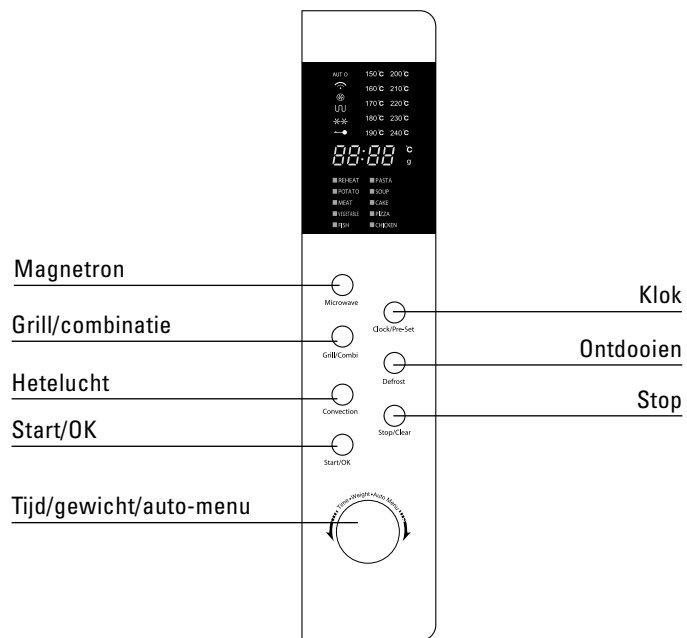 AUTO 150°C 200°C
160°C 210°C
170°C 220°C
180°C 230°C
190°C 240°C
88:88 °C
g
REHEAT PASTA
POTATO SOUP
MEAT CAKE
VEGETABLE PIZZA
FISH CHICKEN
Magnetron
Microwave
Klok
Clock/Pre-Set
Grill/combinatie
Grill/Combi
Ontdooien
Defrost
Hetelucht
Convection
Stop
Stop/Clear
Start/OK
Start/OK
Tijd/gewicht/auto-menu
Time•Weight•Auto Menu